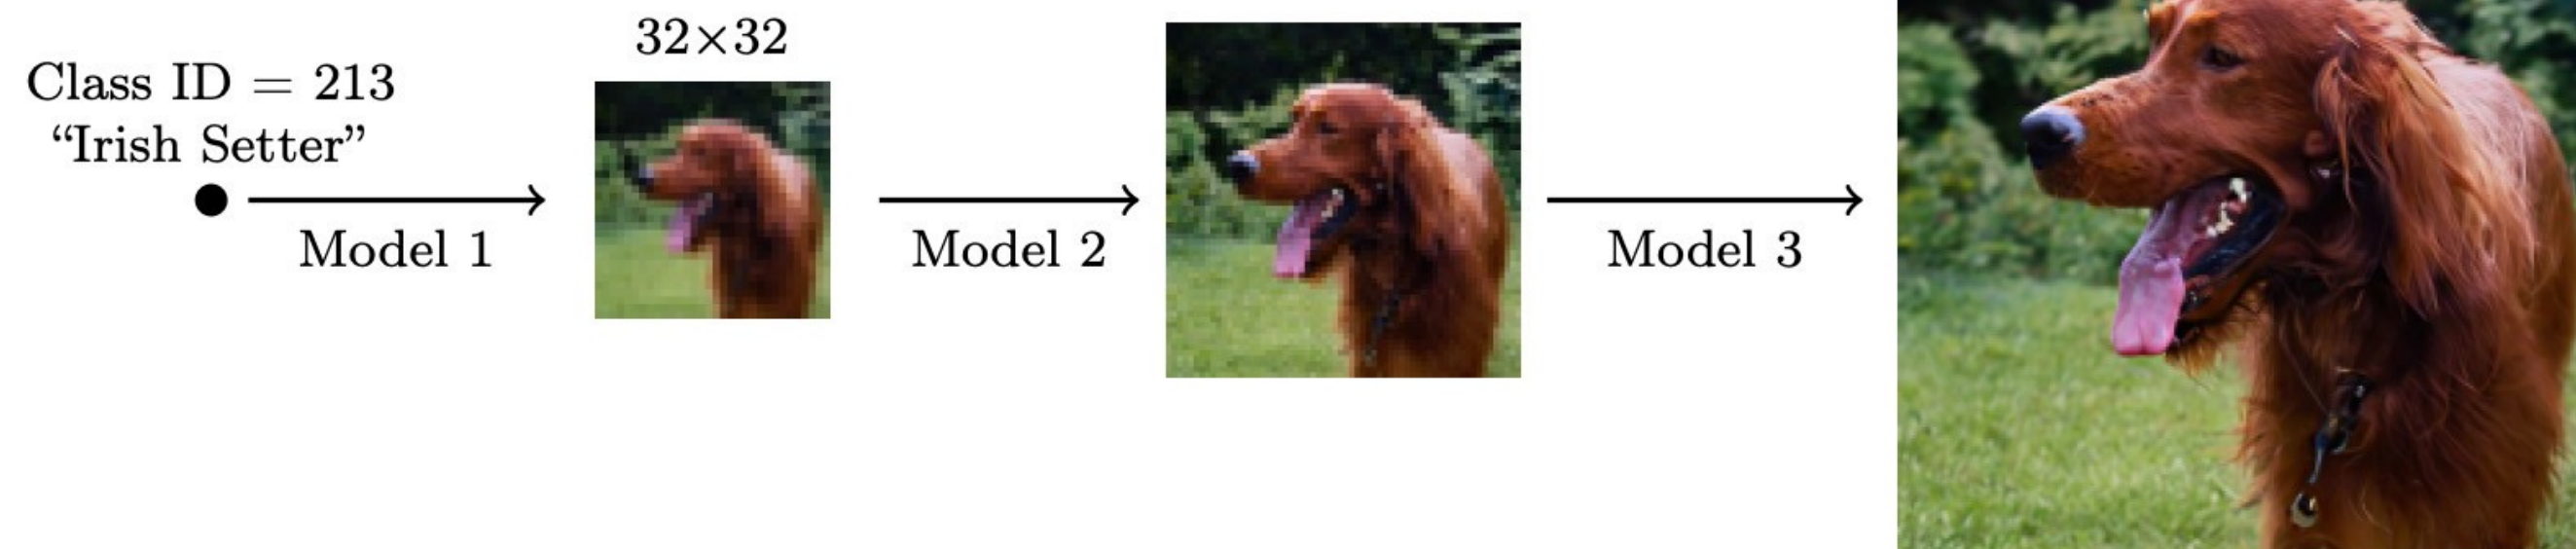 Class ID = 213
“Irish Setter”
Model 1
32×32
Model 2
Model 3